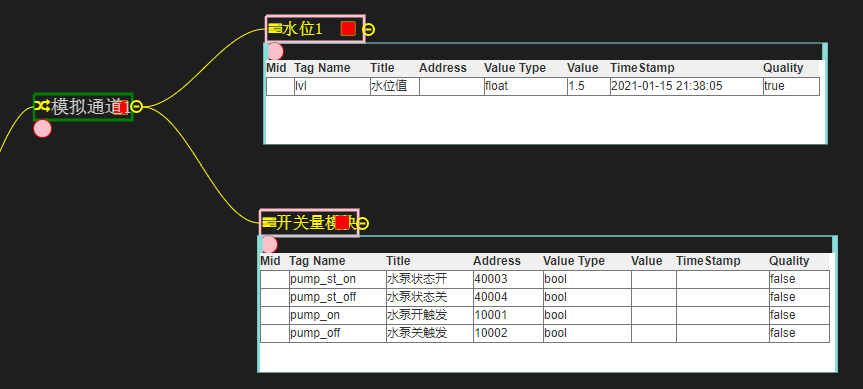 水位1
Mid Tag Name Title Address Value Type Value TimeStamp Quality
lvl 水位值 float 1.5 2021-01-15 21:38:05 true
模拟通道
开关量模块
Mid Tag Name Title Address Value Type Value TimeStamp Quality
pump_st_on 水泵状态开 40003 bool false
pump_st_off 水泵状态关 40004 bool false
pump_on 水泵开触发 10001 bool false
pump_off 水泵关触发 10002 bool false